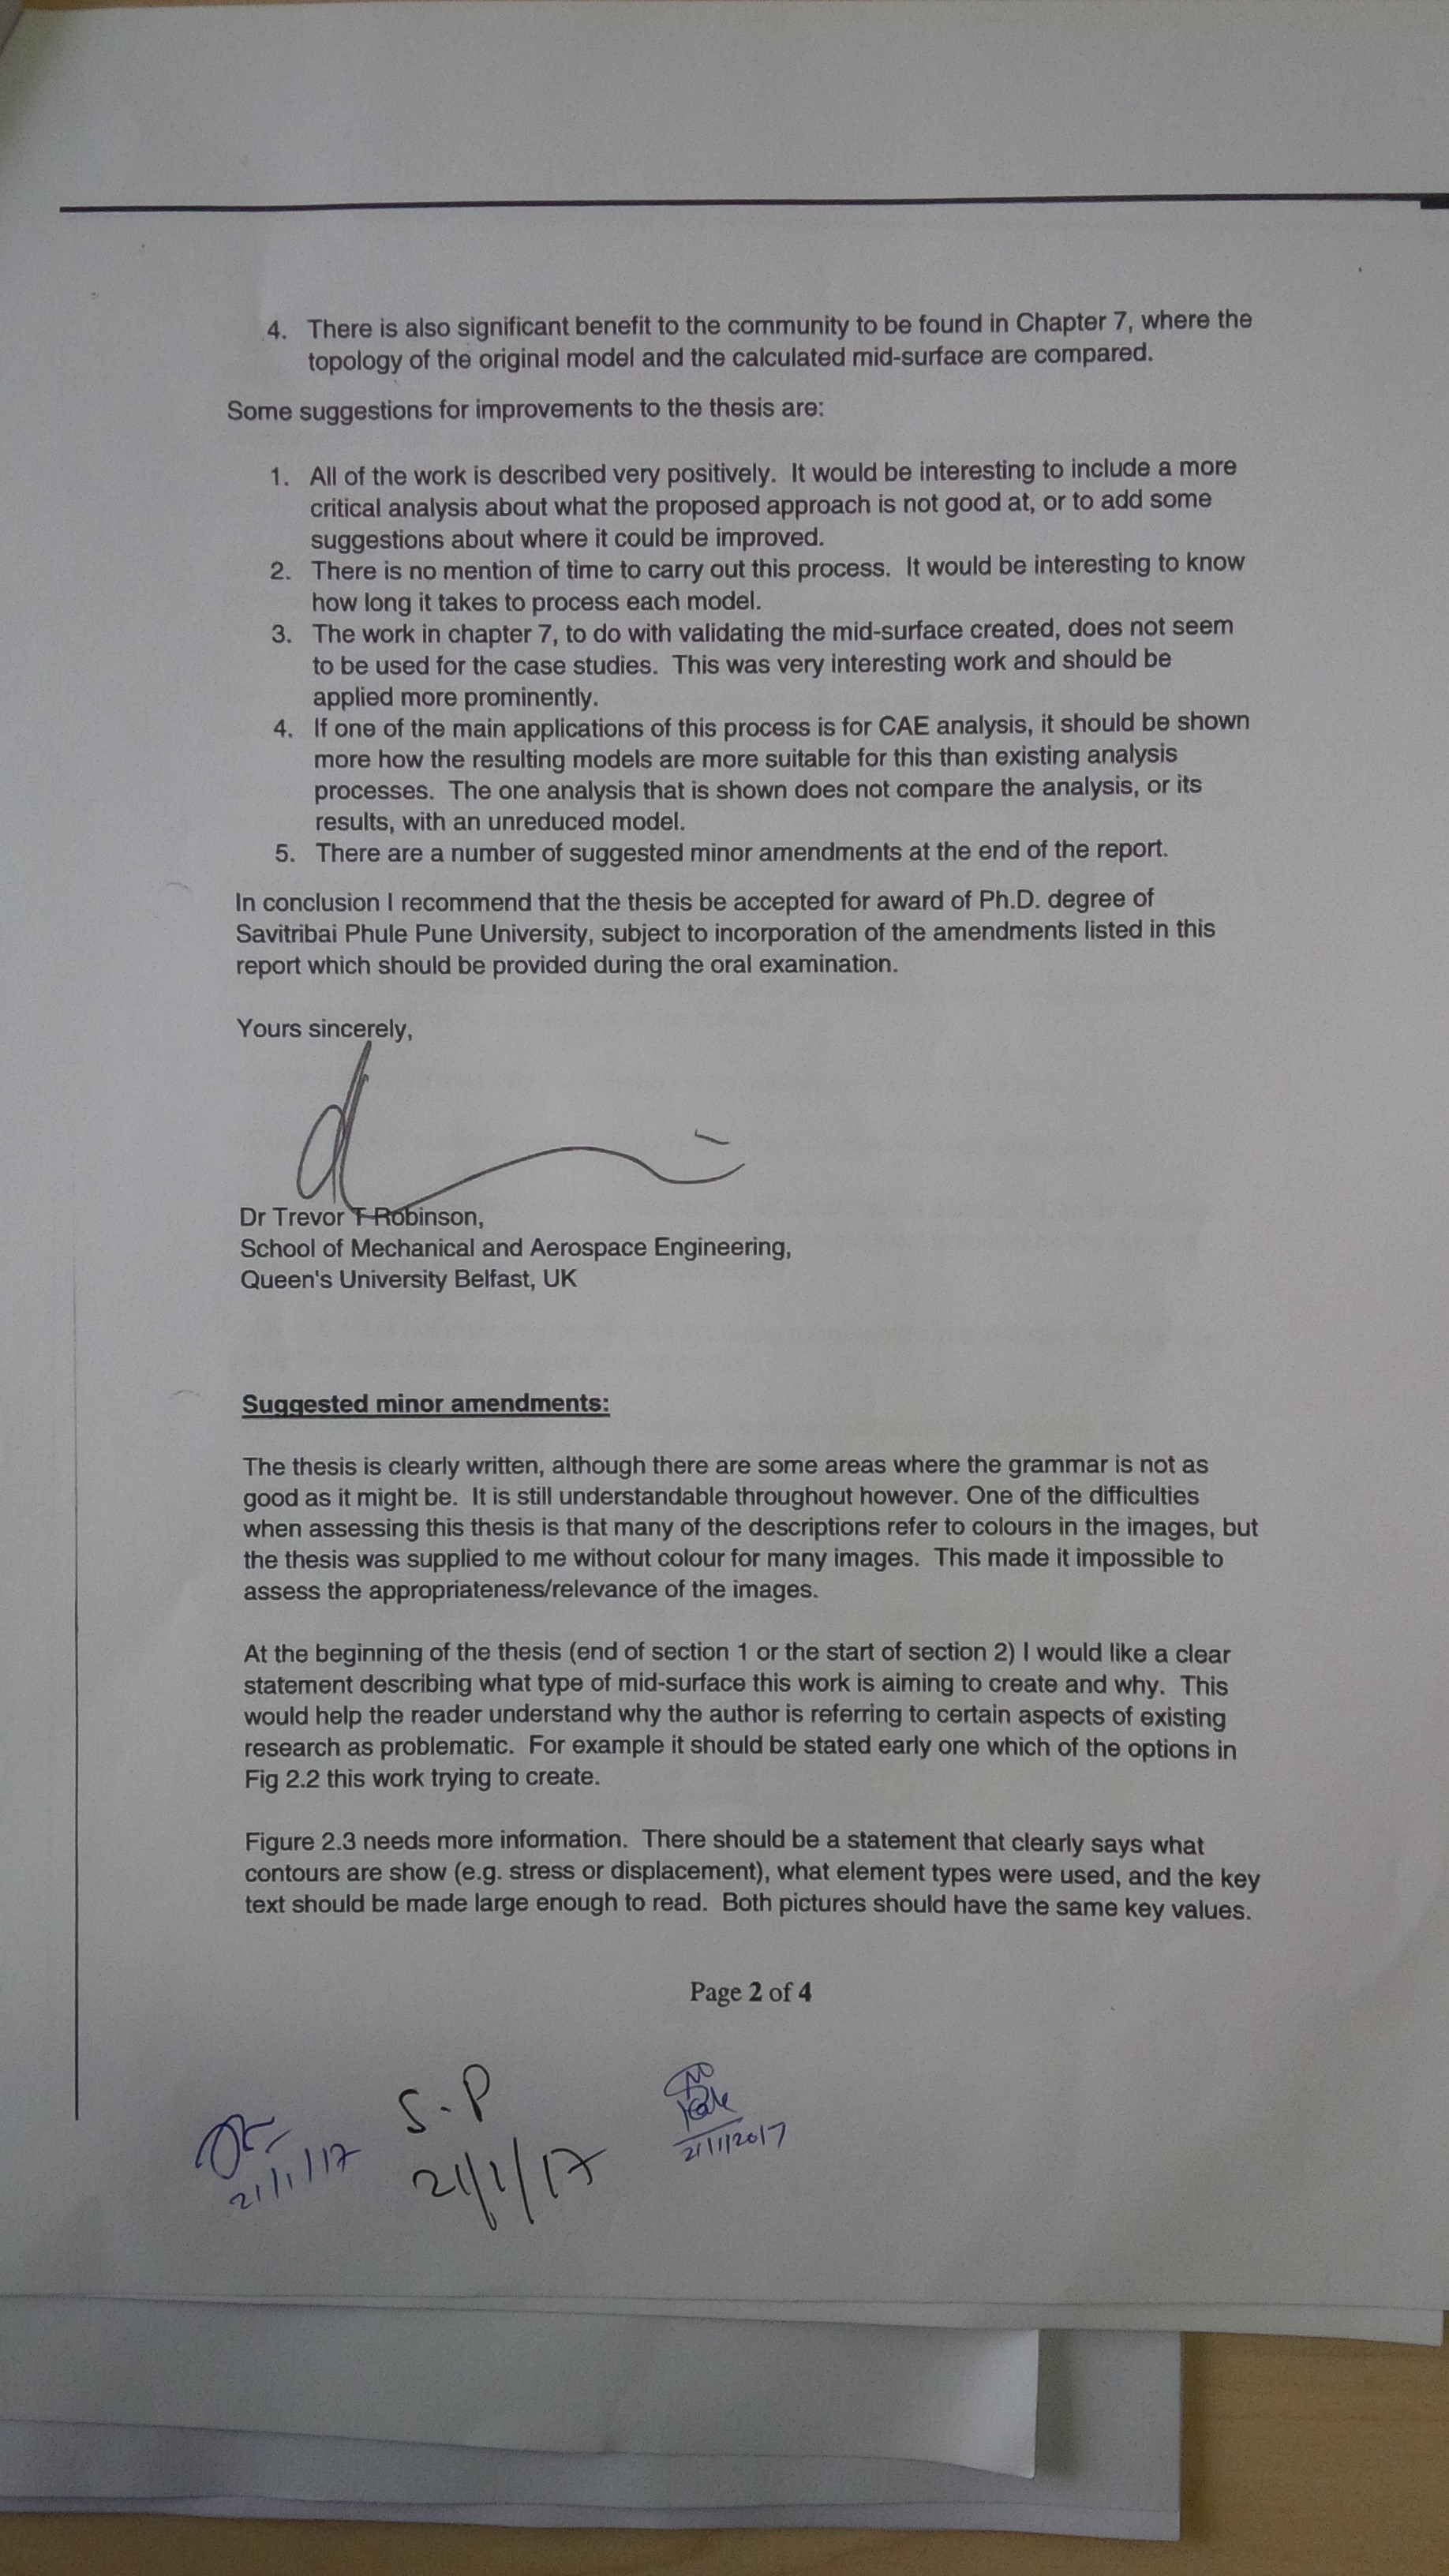 4. There is also significant benefit to the community to be found in Chapter 7, where the
topology of the original model and the calculated mid-surface are compared.
Some suggestions for improvements to the thesis are:
1. All of the work is described very positively. It would be interesting to include a more
critical analysis about what the proposed approach is not good at, or to add some
suggestions about where it could be improved.
2. There is no mention of time to carry out this process. It would be interesting to know
how long it takes to process each model.
3. The work in chapter 7, to do with validating the mid-surface created, does not seem
to be used for the case studies. This was very interesting work and should be
applied more prominently.
4. If one of the main applications of this process is for CAE analysis, it should be shown
more how the resulting models are more suitable for this than existing analysis
processes. The one analysis that is shown does not compare the analysis, or its
results, with an unreduced model.
5. There are a number of suggested minor amendments at the end of the report.
In conclusion I recommend that the thesis be accepted for award of Ph.D. degree of
Savitribai Phule Pune University, subject to incorporation of the amendments listed in this
report which should be provided during the oral examination.
Yours sincerely,
Dr Trevor T Robinson,
School of Mechanical and Aerospace Engineering,
Queen's University Belfast, UK
Suggested minor amendments:
The thesis is clearly written, although there are some areas where the grammar is not as
good as it might be. It is still understandable throughout however. One of the difficulties
when assessing this thesis is that many of the descriptions refer to colours in the images, but
the thesis was supplied to me without colour for many images. This made it impossible to
assess the appropriateness/relevance of the images.
At the beginning of the thesis (end of section 1 or the start of section 2) I would like a clear
statement describing what type of mid-surface this work is aiming to create and why. This
would help the reader understand why the author is referring to certain aspects of existing
research as problematic. For example it should be stated early one which of the options in
Fig 2.2 this work trying to create.
Figure 2.3 needs more information. There should be a statement that clearly says what
contours are show (e.g. stress or displacement), what element types were used, and the key
text should be made large enough to read. Both pictures should have the same key values.
Page 2 of 4
21/1/17
S.P
21/1/17
21/1/2017